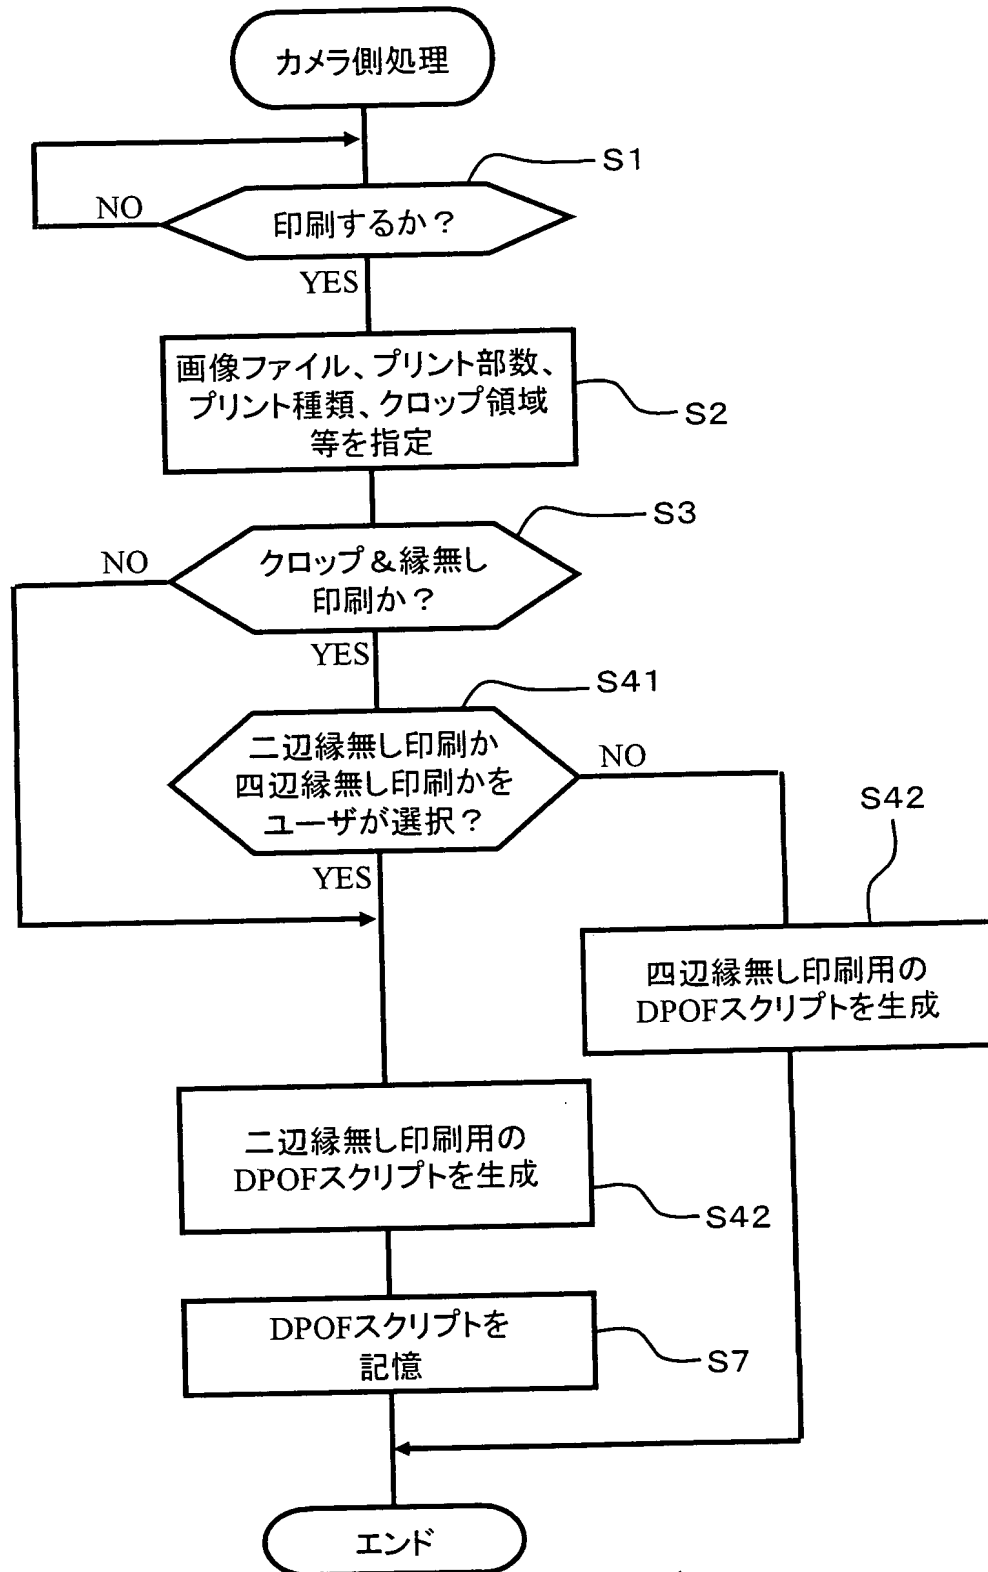 カメラ側処理
S1
NO
印刷するか？
YES
画像ファイル、プリント部数、
プリント種類、クロップ領域
等を指定
S2
S3
NO
クロップ＆縁無し
印刷か？
YES
S41
二辺縁無し印刷か
四辺縁無し印刷かを
ユーザが選択？
NO
S42
YES
四辺縁無し印刷用の
DPOFスクリプトを生成
二辺縁無し印刷用の
DPOFスクリプトを生成
S42
DPOFスクリプトを
記憶
S7
エンド